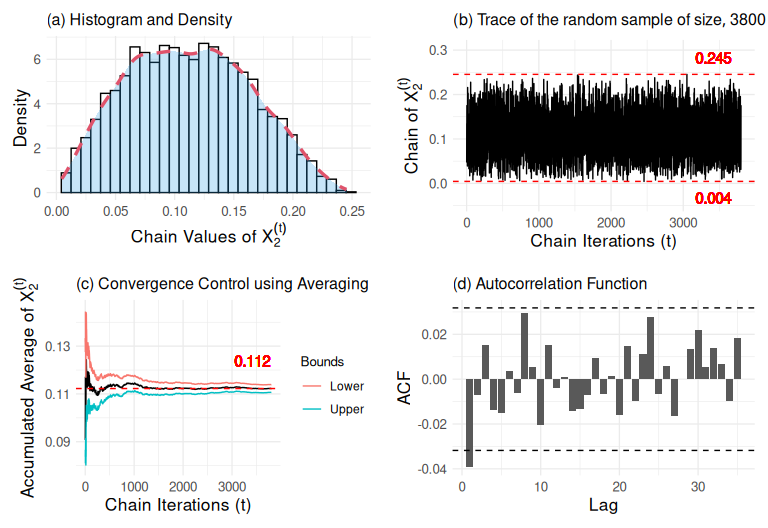 (a) Histogram and Density
Density
6
4
2
0
0.00 0.05 0.10 0.15 0.20 0.25
Chain Values of X₂⁽ᵗ⁾
(b) Trace of the random sample of size, 3800
Chain of X₂⁽ᵗ⁾
0.3
0.2
0.1
0.0
0.245
0.004
0 1000 2000 3000
Chain Iterations (t)
(c) Convergence Control using Averaging
Accumulated Average of X₂⁽ᵗ⁾
0.13
0.11
0.09
0.112
0 1000 2000 3000
Chain Iterations (t)
Bounds
Lower
Upper
(d) Autocorrelation Function
ACF
0.02
0.00
-0.02
-0.04
0 10 20 30
Lag